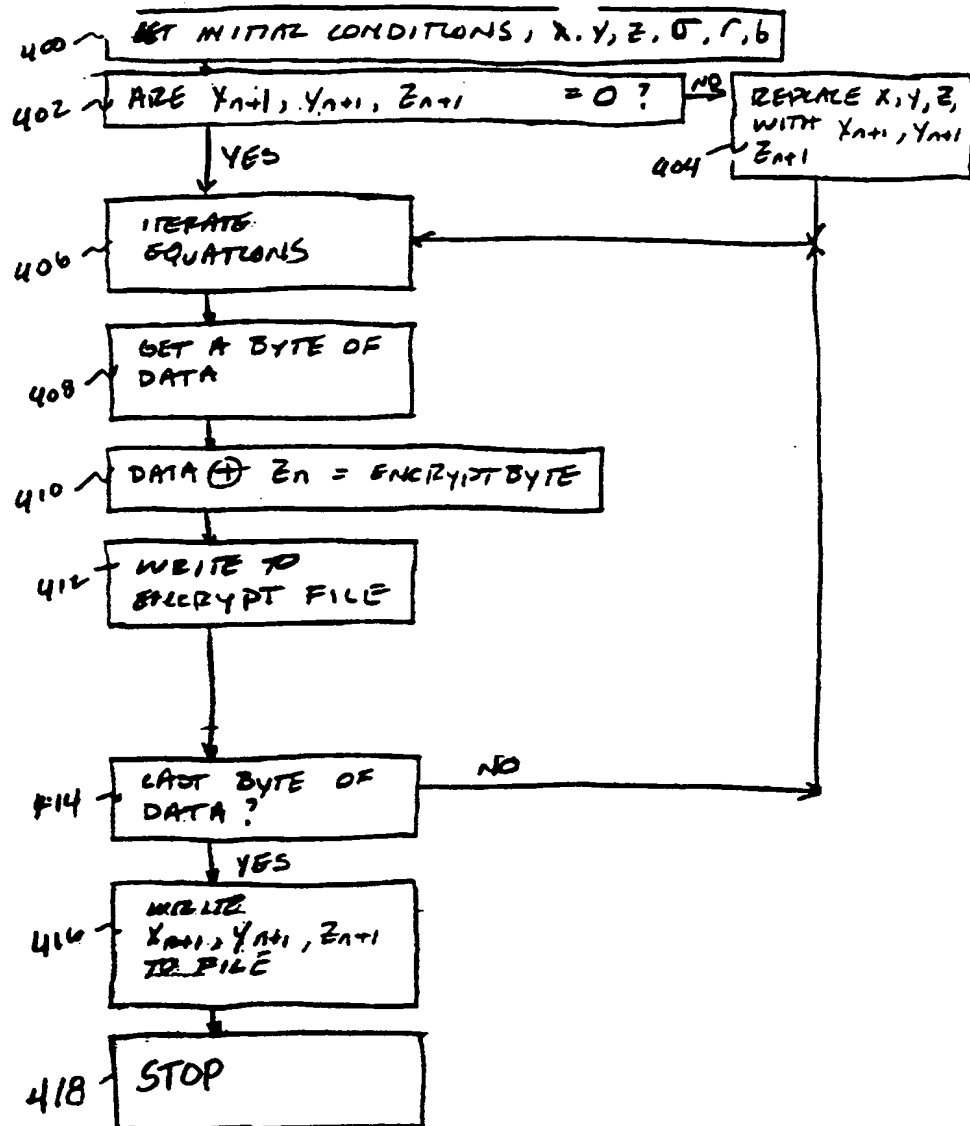 400 SET INITIAL CONDITIONS, X, Y, Z, σ, r, b
402 ARE Xn+1, Yn+1, Zn+1 = 0 ?
NO
REPLACE X, Y, Z,
WITH Xn+1, Yn+1
Zn+1
404
YES
ITERATE
EQUATIONS
406
GET A BYTE OF
DATA
408
410 DATA ⊕ Zn = ENCRYPT BYTE
412 WRITE TO
ENCRYPT FILE
414 LAST BYTE OF
DATA ?
NO
YES
WRITE
416 Xn+1, Yn+1, Zn+1
TO FILE
418 STOP